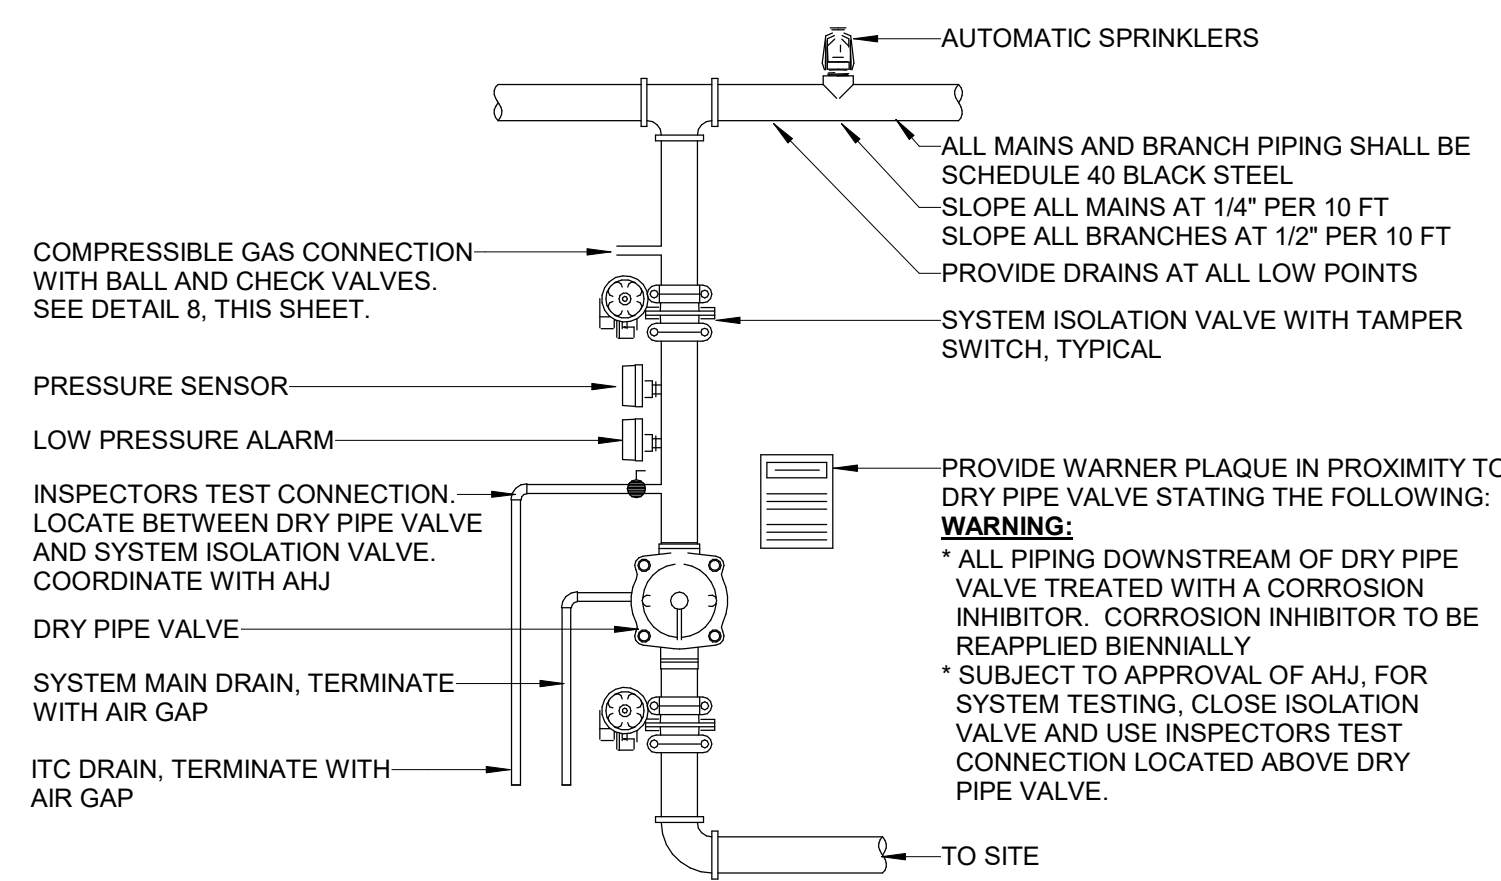 AUTOMATIC SPRINKLERS
ALL MAINS AND BRANCH PIPING SHALL BE
SCHEDULE 40 BLACK STEEL
SLOPE ALL MAINS AT 1/4" PER 10 FT
SLOPE ALL BRANCHES AT 1/2" PER 10 FT
PROVIDE DRAINS AT ALL LOW POINTS
SYSTEM ISOLATION VALVE WITH TAMPER
SWITCH, TYPICAL
COMPRESSIBLE GAS CONNECTION
WITH BALL AND CHECK VALVES.
SEE DETAIL 8, THIS SHEET.
PRESSURE SENSOR
LOW PRESSURE ALARM
INSPECTORS TEST CONNECTION.
LOCATE BETWEEN DRY PIPE VALVE
AND SYSTEM ISOLATION VALVE.
COORDINATE WITH AHJ
DRY PIPE VALVE
SYSTEM MAIN DRAIN, TERMINATE
WITH AIR GAP
ITC DRAIN, TERMINATE WITH
AIR GAP
PROVIDE WARNER PLAQUE IN PROXIMITY TO
DRY PIPE VALVE STATING THE FOLLOWING:
WARNING:
* ALL PIPING DOWNSTREAM OF DRY PIPE
VALVE TREATED WITH A CORROSION
INHIBITOR. CORROSION INHIBITOR TO BE
REAPPLIED BIENNIALLY
* SUBJECT TO APPROVAL OF AHJ, FOR
SYSTEM TESTING, CLOSE ISOLATION
VALVE AND USE INSPECTORS TEST
CONNECTION LOCATED ABOVE DRY
PIPE VALVE.
TO SITE